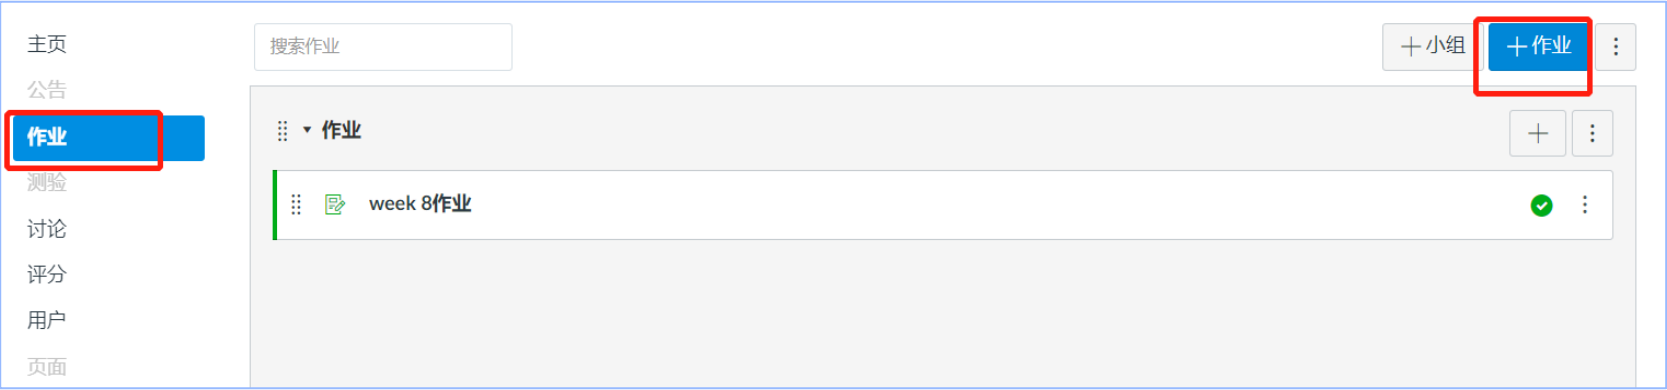 主页
公告
作业
测验
讨论
评分
用户
页面
搜索作业
+小组
+作业
作业
week 8作业